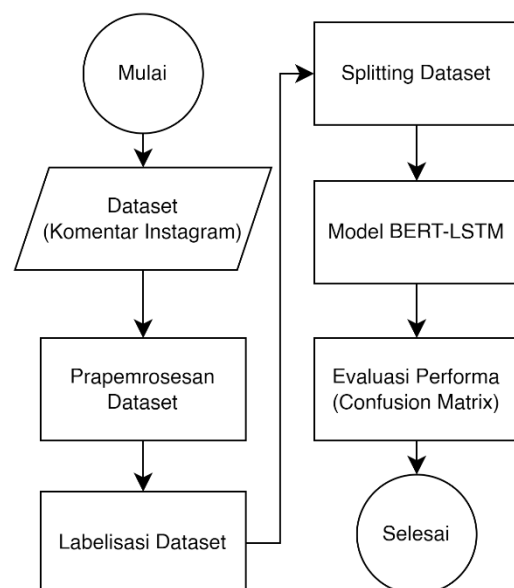 Mulai
Dataset
(Komentar Instagram)
Prapemrosesan
Dataset
Labelisasi Dataset
Splitting Dataset
Model BERT-LSTM
Evaluasi Performa
(Confusion Matrix)
Selesai